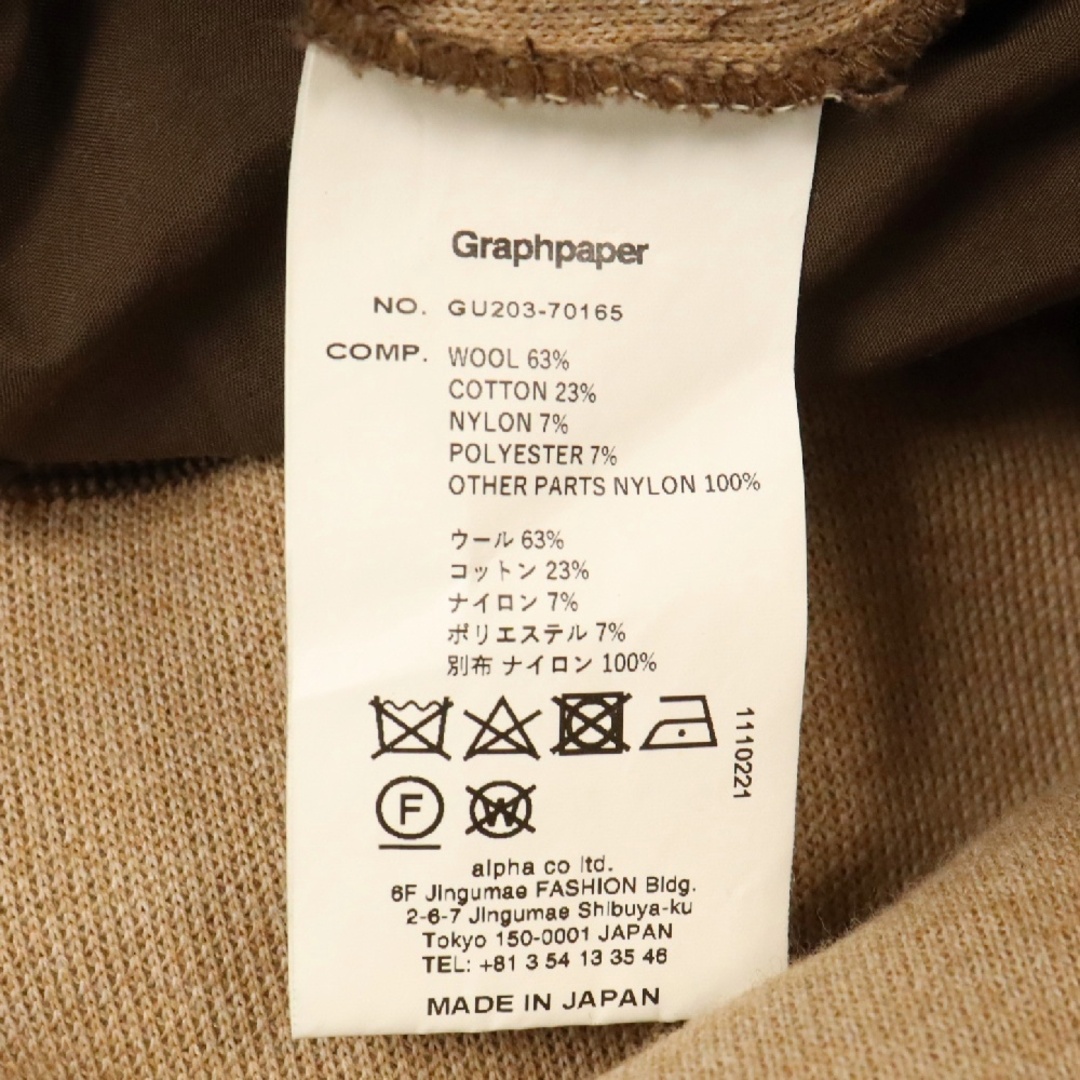 Graphpaper
NO. GU203-70165
COMP. WOOL 63%
COTTON 23%
NYLON 7%
POLYESTER 7%
OTHER PARTS NYLON 100%
ウール 63%
コットン 23%
ナイロン 7%
ポリエステル 7%
別布 ナイロン 100%
1110221
F W
alpha co ltd.
6F Jingumae FASHION Bldg.
2-6-7 Jingumae Shibuya-ku
Tokyo 150-0001 JAPAN
TEL: +81 3 54 13 35 46
MADE IN JAPAN